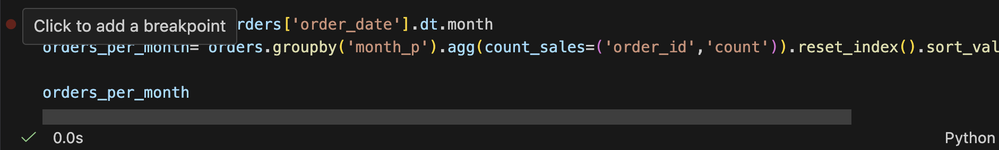 Click to add a breakpoint rders['order_date'].dt.month
orders_per_month= orders.groupby('month_p').agg(count_sales=('order_id','count')).reset_index().sort_val
orders_per_month
0.0s
Python